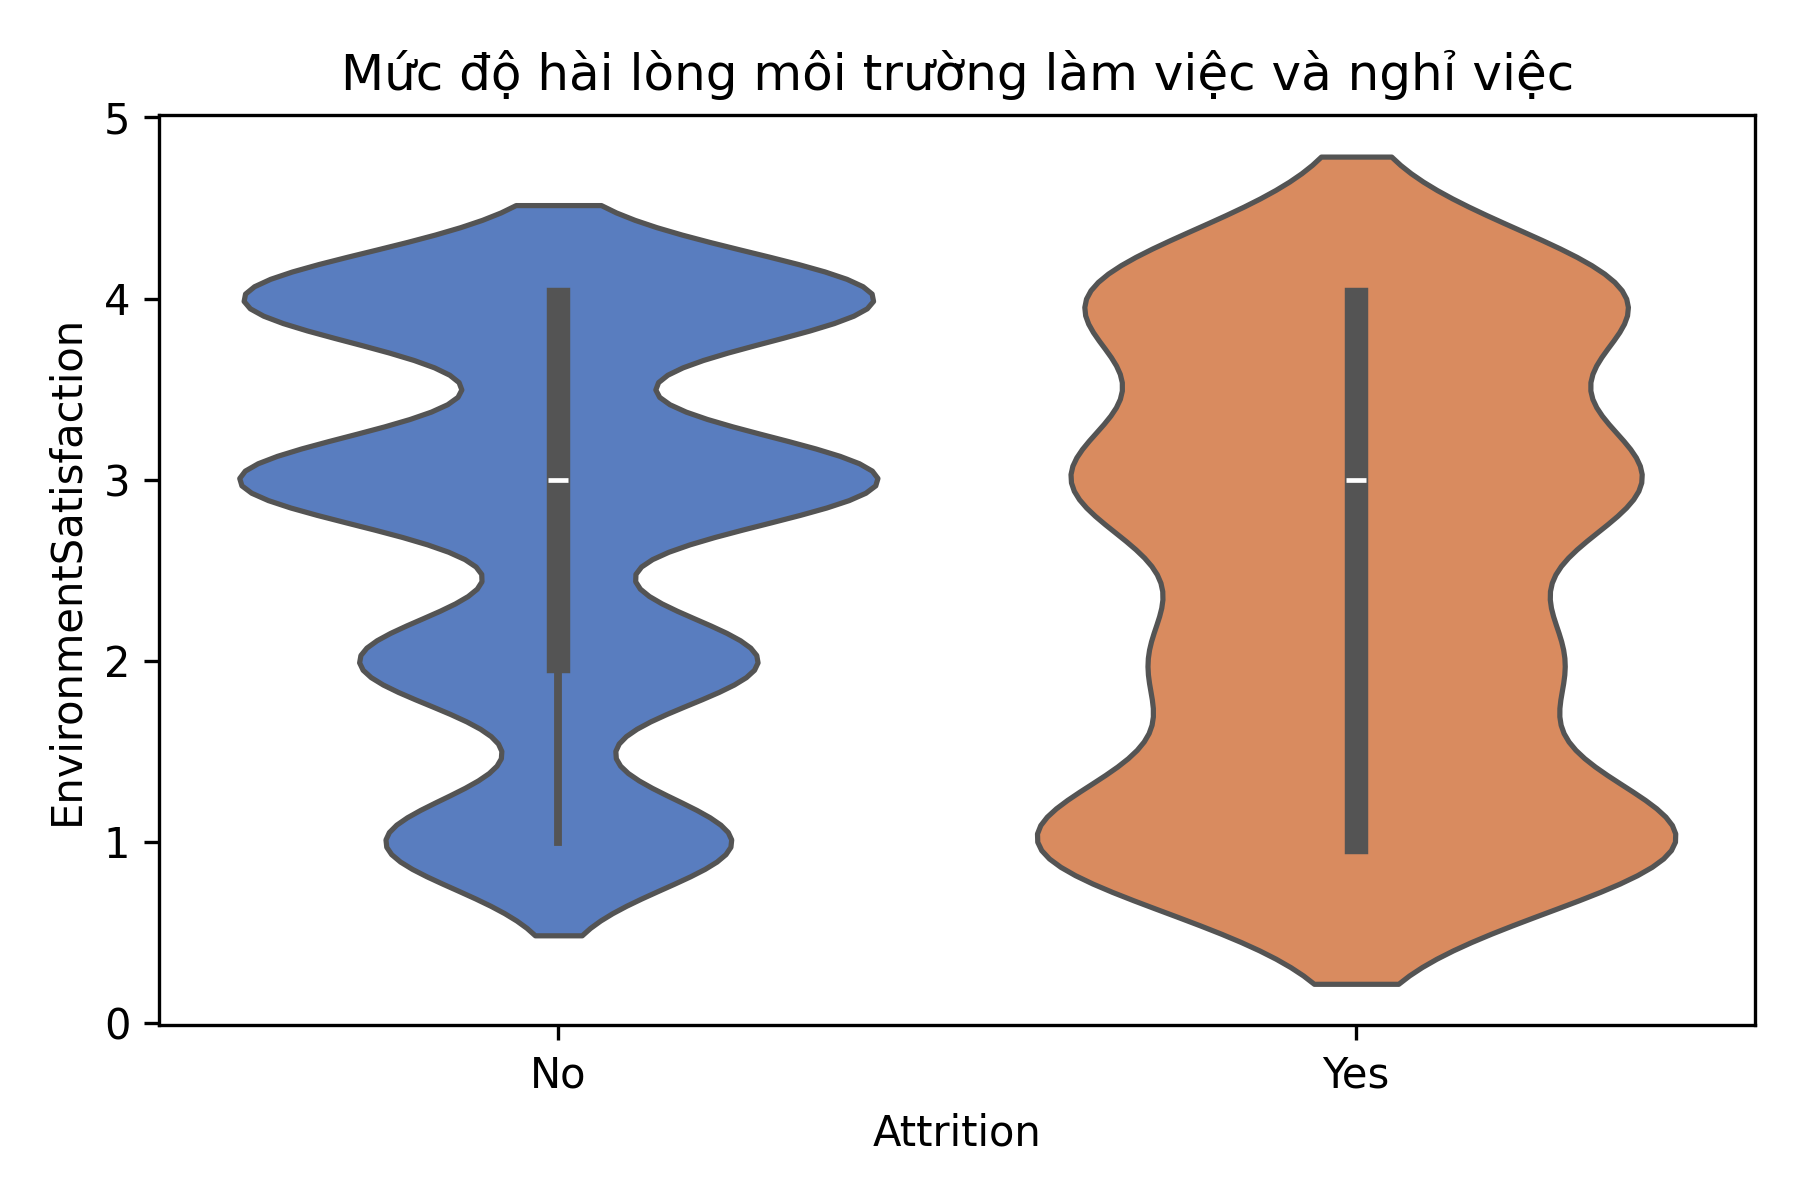 Mức độ hài lòng môi trường làm việc và nghỉ việc
EnvironmentSatisfaction
5
4
3
2
1
0
No
Yes
Attrition